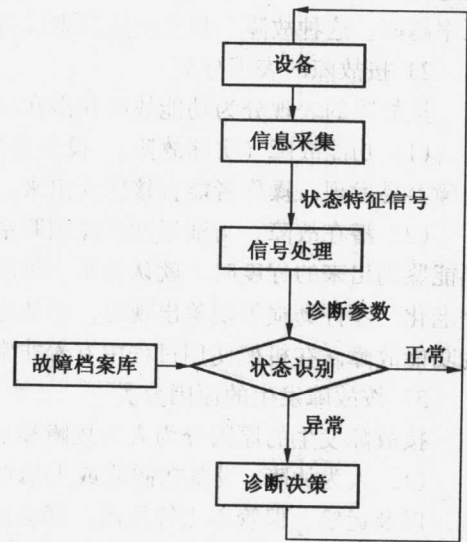 设备
信息采集
状态特征信号
信号处理
诊断参数
正常
故障档案库
状态识别
异常
诊断决策